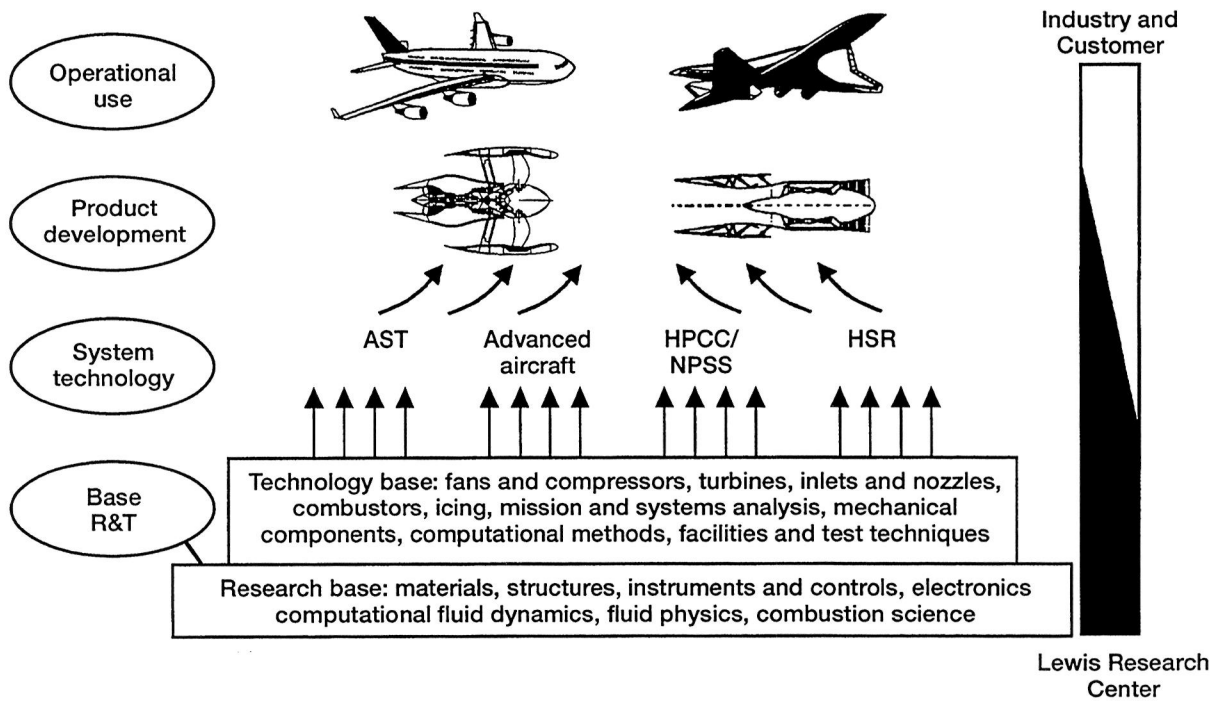 Industry and
Customer
Operational
use
Product
development
System
technology
AST
Advanced
aircraft
HPCC/
NPSS
HSR
Base
R&T
Technology base: fans and compressors, turbines, inlets and nozzles,
combustors, icing, mission and systems analysis, mechanical
components, computational methods, facilities and test techniques
Research base: materials, structures, instruments and controls, electronics
computational fluid dynamics, fluid physics, combustion science
Lewis Research
Center